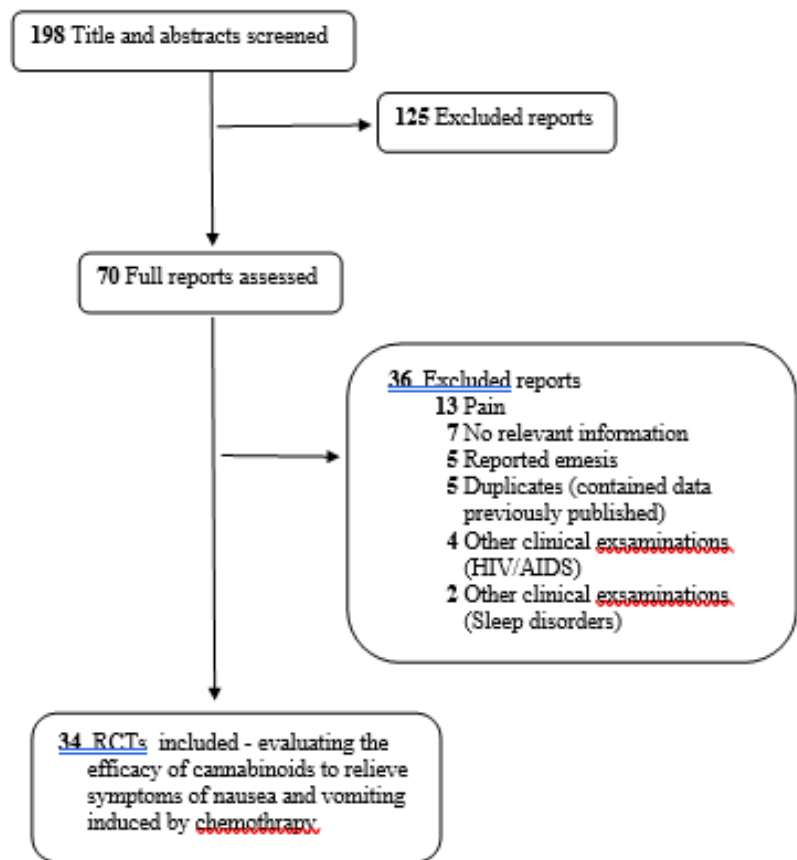 198 Title and abstracts screened
125 Excluded reports
70 Full reports assessed
36 Excluded reports
13 Pain
7 No relevant information
5 Reported emesis
5 Duplicates (contained data
previously published)
4 Other clinical exsaminations
(HIV/AIDS)
2 Other clinical exsaminations
(Sleep disorders)
34 RCTs included - evaluating the
efficacy of cannabinoids to relieve
symptoms of nausea and vomiting
induced by chemothrapy